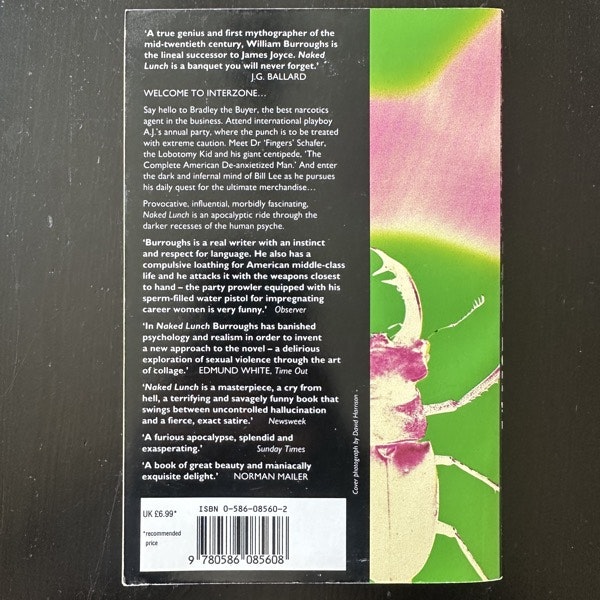 ‘A true genius and first mythographer of the
mid-twentieth century, William Burroughs is
the lineal successor to James Joyce. Naked
Lunch is a banquet you will never forget.’
J.G. BALLARD
WELCOME TO INTERZONE…
Say hello to Bradley the Buyer, the best narcotics
agent in the business. Attend international playboy
A.J.’s annual party, where the punch is to be treated
with extreme caution. Meet Dr ‘Fingers’ Schafer,
the Lobotomy Kid and his giant centipede, ‘The
Complete American De-anxietized Man.’ And enter
the dark and infernal mind of Bill Lee as he pursues
his daily quest for the ultimate merchandise…
Provocative, influential, morbidly fascinating,
Naked Lunch is an apocalyptic ride through the
darker recesses of the human psyche.
‘Burroughs is a real writer with an instinct
and respect for language. He also has a
compulsive loathing for American middle-class
life and he attacks it with the weapons closest
to hand – the party prowler equipped with his
sperm-filled water pistol for impregnating
career women is very funny.’ Observer
‘In Naked Lunch Burroughs has banished
psychology and realism in order to invent
a new approach to the novel – a delirious
exploration of sexual violence through the art
of collage.’ EDMUND WHITE, Time Out
‘Naked Lunch is a masterpiece, a cry from
hell, a terrifying and savagely funny book that
swings between uncontrolled hallucination
and a fierce, exact satire.’ Newsweek
‘A furious apocalypse, splendid and
exasperating.’ Sunday Times
‘A book of great beauty and maniacally
exquisite delight.’ NORMAN MAILER
Cover photograph by David Harrison
UK £6.99*
*recommended
price
ISBN 0-586-08560-2
9 780586 085608